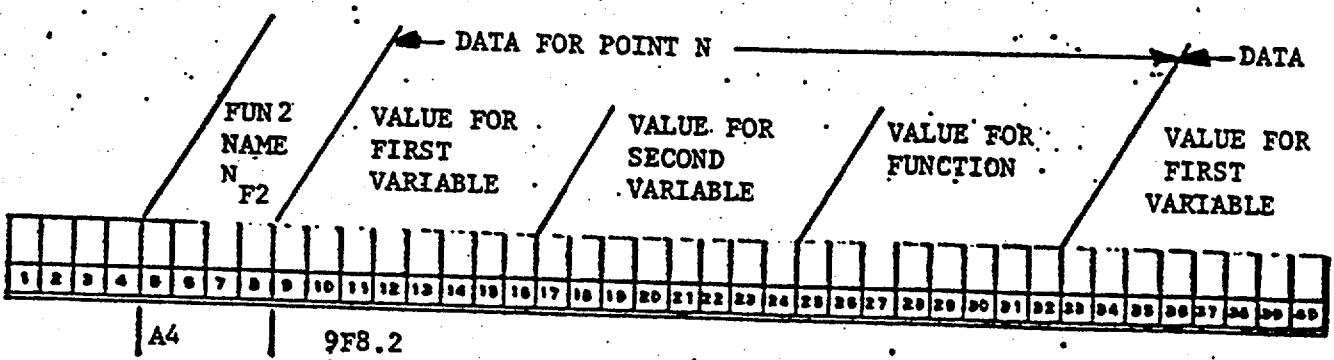 DATA FOR POINT N
DATA
FUN 2
NAME
N
F2
VALUE FOR
FIRST
VARIABLE
VALUE FOR
SECOND
VARIABLE
VALUE FOR
FUNCTION
VALUE FOR
FIRST
VARIABLE
1 2 3 4 5 6 7 8 9 10 11 12 13 14 15 16 17 18 19 20 21 22 23 24 25 26 27 28 29 30 31 32 33 34 35 36 37 38 39 40
A4 9F8.2